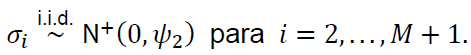 σᵢ i.i.d. ~ N⁺(0, ψ₂) para i = 2,…, M + 1.